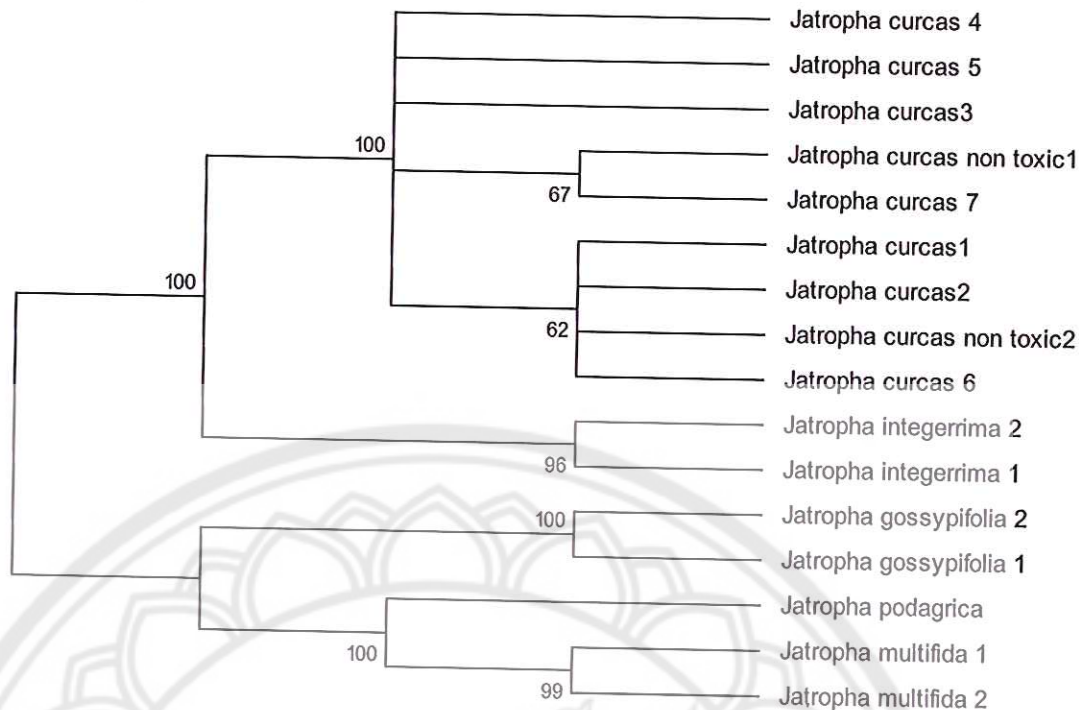 Jatropha curcas 4
Jatropha curcas 5
Jatropha curcas3
100
Jatropha curcas non toxic1
67
Jatropha curcas 7
Jatropha curcas1
100
Jatropha curcas2
62
Jatropha curcas non toxic2
Jatropha curcas 6
Jatropha integerrima 2
96
Jatropha integerrima 1
100
Jatropha gossypifolia 2
Jatropha gossypifolia 1
Jatropha podagrica
100
Jatropha multifida 1
99
Jatropha multifida 2